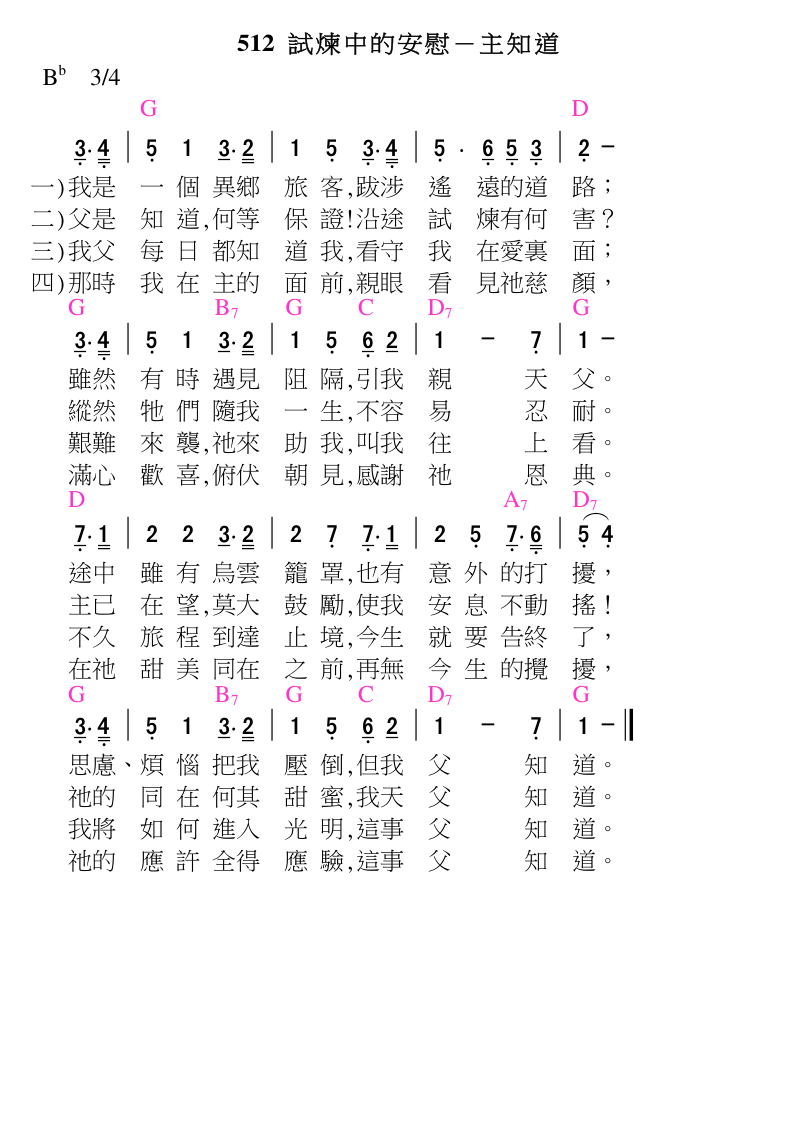 512 試煉中的安慰－主知道
Bb 3/4
G D
3· 4 | 5 1 3· 2 | 1 5 3· 4 | 5 · 6 5 3 | 2 －
一)我是 一 個 異鄉 旅 客,跋涉 遙 遠的道 路；
二)父是 知 道,何等 保 證!沿途 試 煉有何 害？
三)我父 每 日 都知 道 我,看守 我 在愛裏 面；
四)那時 我 在 主的 面 前,親眼 看 見祂慈 顏，
G B7 G C D7 G
3· 4 | 5 1 3· 2 | 1 5 6 2 | 1 － 7 | 1 －
雖然 有 時 遇見 阻 隔,引我 親 天 父。
縱然 牠 們 隨我 一 生,不容 易 忍 耐。
艱難 來 襲,祂來 助 我,叫我 往 上 看。
滿心 歡 喜,俯伏 朝 見,感謝 祂 恩 典。
D A7 D7
7· 1 | 2 2 3· 2 | 2 7 7· 1 | 2 5 7· 6 | 5 4
途中 雖 有 烏雲 籠 罩,也有 意 外 的打 擾，
主已 在 望,莫大 鼓 勵,使我 安 息 不動 搖！
不久 旅 程 到達 止 境,今生 就 要 告終 了，
在祂 甜 美 同在 之 前,再無 今 生 的攪 擾，
G B7 G C D7 G
3· 4 | 5 1 3· 2 | 1 5 6 2 | 1 － 7 | 1 － ||
思慮、煩 惱 把我 壓 倒,但我 父 知 道。
祂的 同 在 何其 甜 蜜,我天 父 知 道。
我將 如 何 進入 光 明,這事 父 知 道。
祂的 應 許 全得 應 驗,這事 父 知 道。